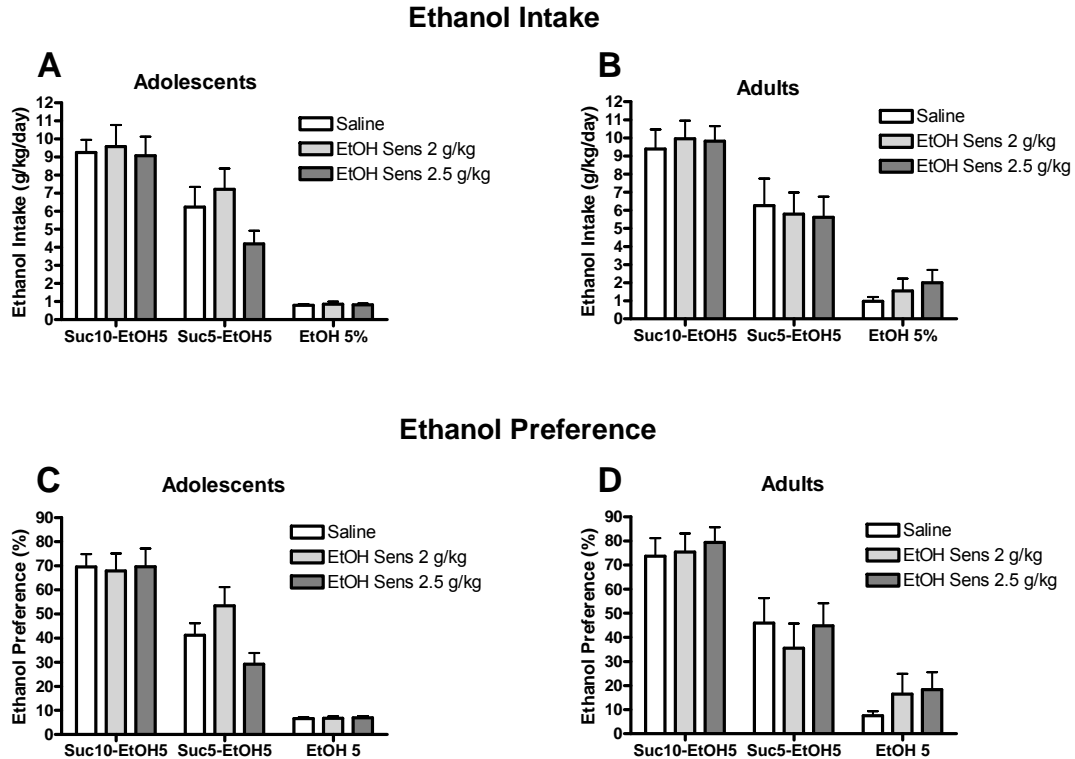 Ethanol Intake
A
Adolescents
Ethanol Intake (g/kg/day)
12
11
10
9
8
7
6
5
4
3
2
1
0
Saline
EtOH Sens 2 g/kg
EtOH Sens 2.5 g/kg
Suc10-EtOH5 Suc5-EtOH5 EtOH 5%
B
Adults
Ethanol Intake (g/kg/day)
12
11
10
9
8
7
6
5
4
3
2
1
0
Saline
EtOH Sens 2 g/kg
EtOH Sens 2.5 g/kg
Suc10-EtOH5 Suc5-EtOH5 EtOH 5%
Ethanol Preference
C
Adolescents
Ethanol Preference (%)
90
80
70
60
50
40
30
20
10
0
Saline
EtOH Sens 2 g/kg
EtOH Sens 2.5 g/kg
Suc10-EtOH5 Suc5-EtOH5 EtOH 5
D
Adults
Ethanol Preference (%)
90
80
70
60
50
40
30
20
10
0
Saline
EtOH Sens 2 g/kg
EtOH Sens 2.5 g/kg
Suc10-EtOH5 Suc5-EtOH5 EtOH 5